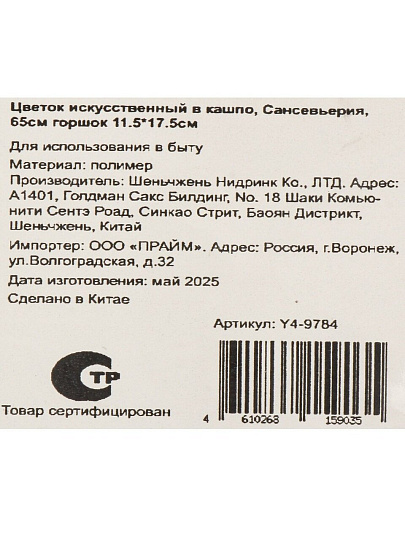 Цветок искусственный в кашпо, Сансевьерия,
65см горшок 11.5*17.5см
Для использования в быту
Материал: полимер
Производитель: Шеньчжень Нидринк Ко., ЛТД. Адрес:
А1401, Голдман Сакс Билдинг, No. 18 Шаки Комью-
нити Сентэ Роад, Синкао Стрит, Баоян Дистрикт,
Шеньчжень, Китай
Импортер: ООО «ПРАЙМ». Адрес: Россия, г.Воронеж,
ул.Волгоградская, д.32
Дата изготовления: май 2025
Сделано в Китае
Артикул: Y4-9784
СТР
Товар сертифицирован
4 610268 159035